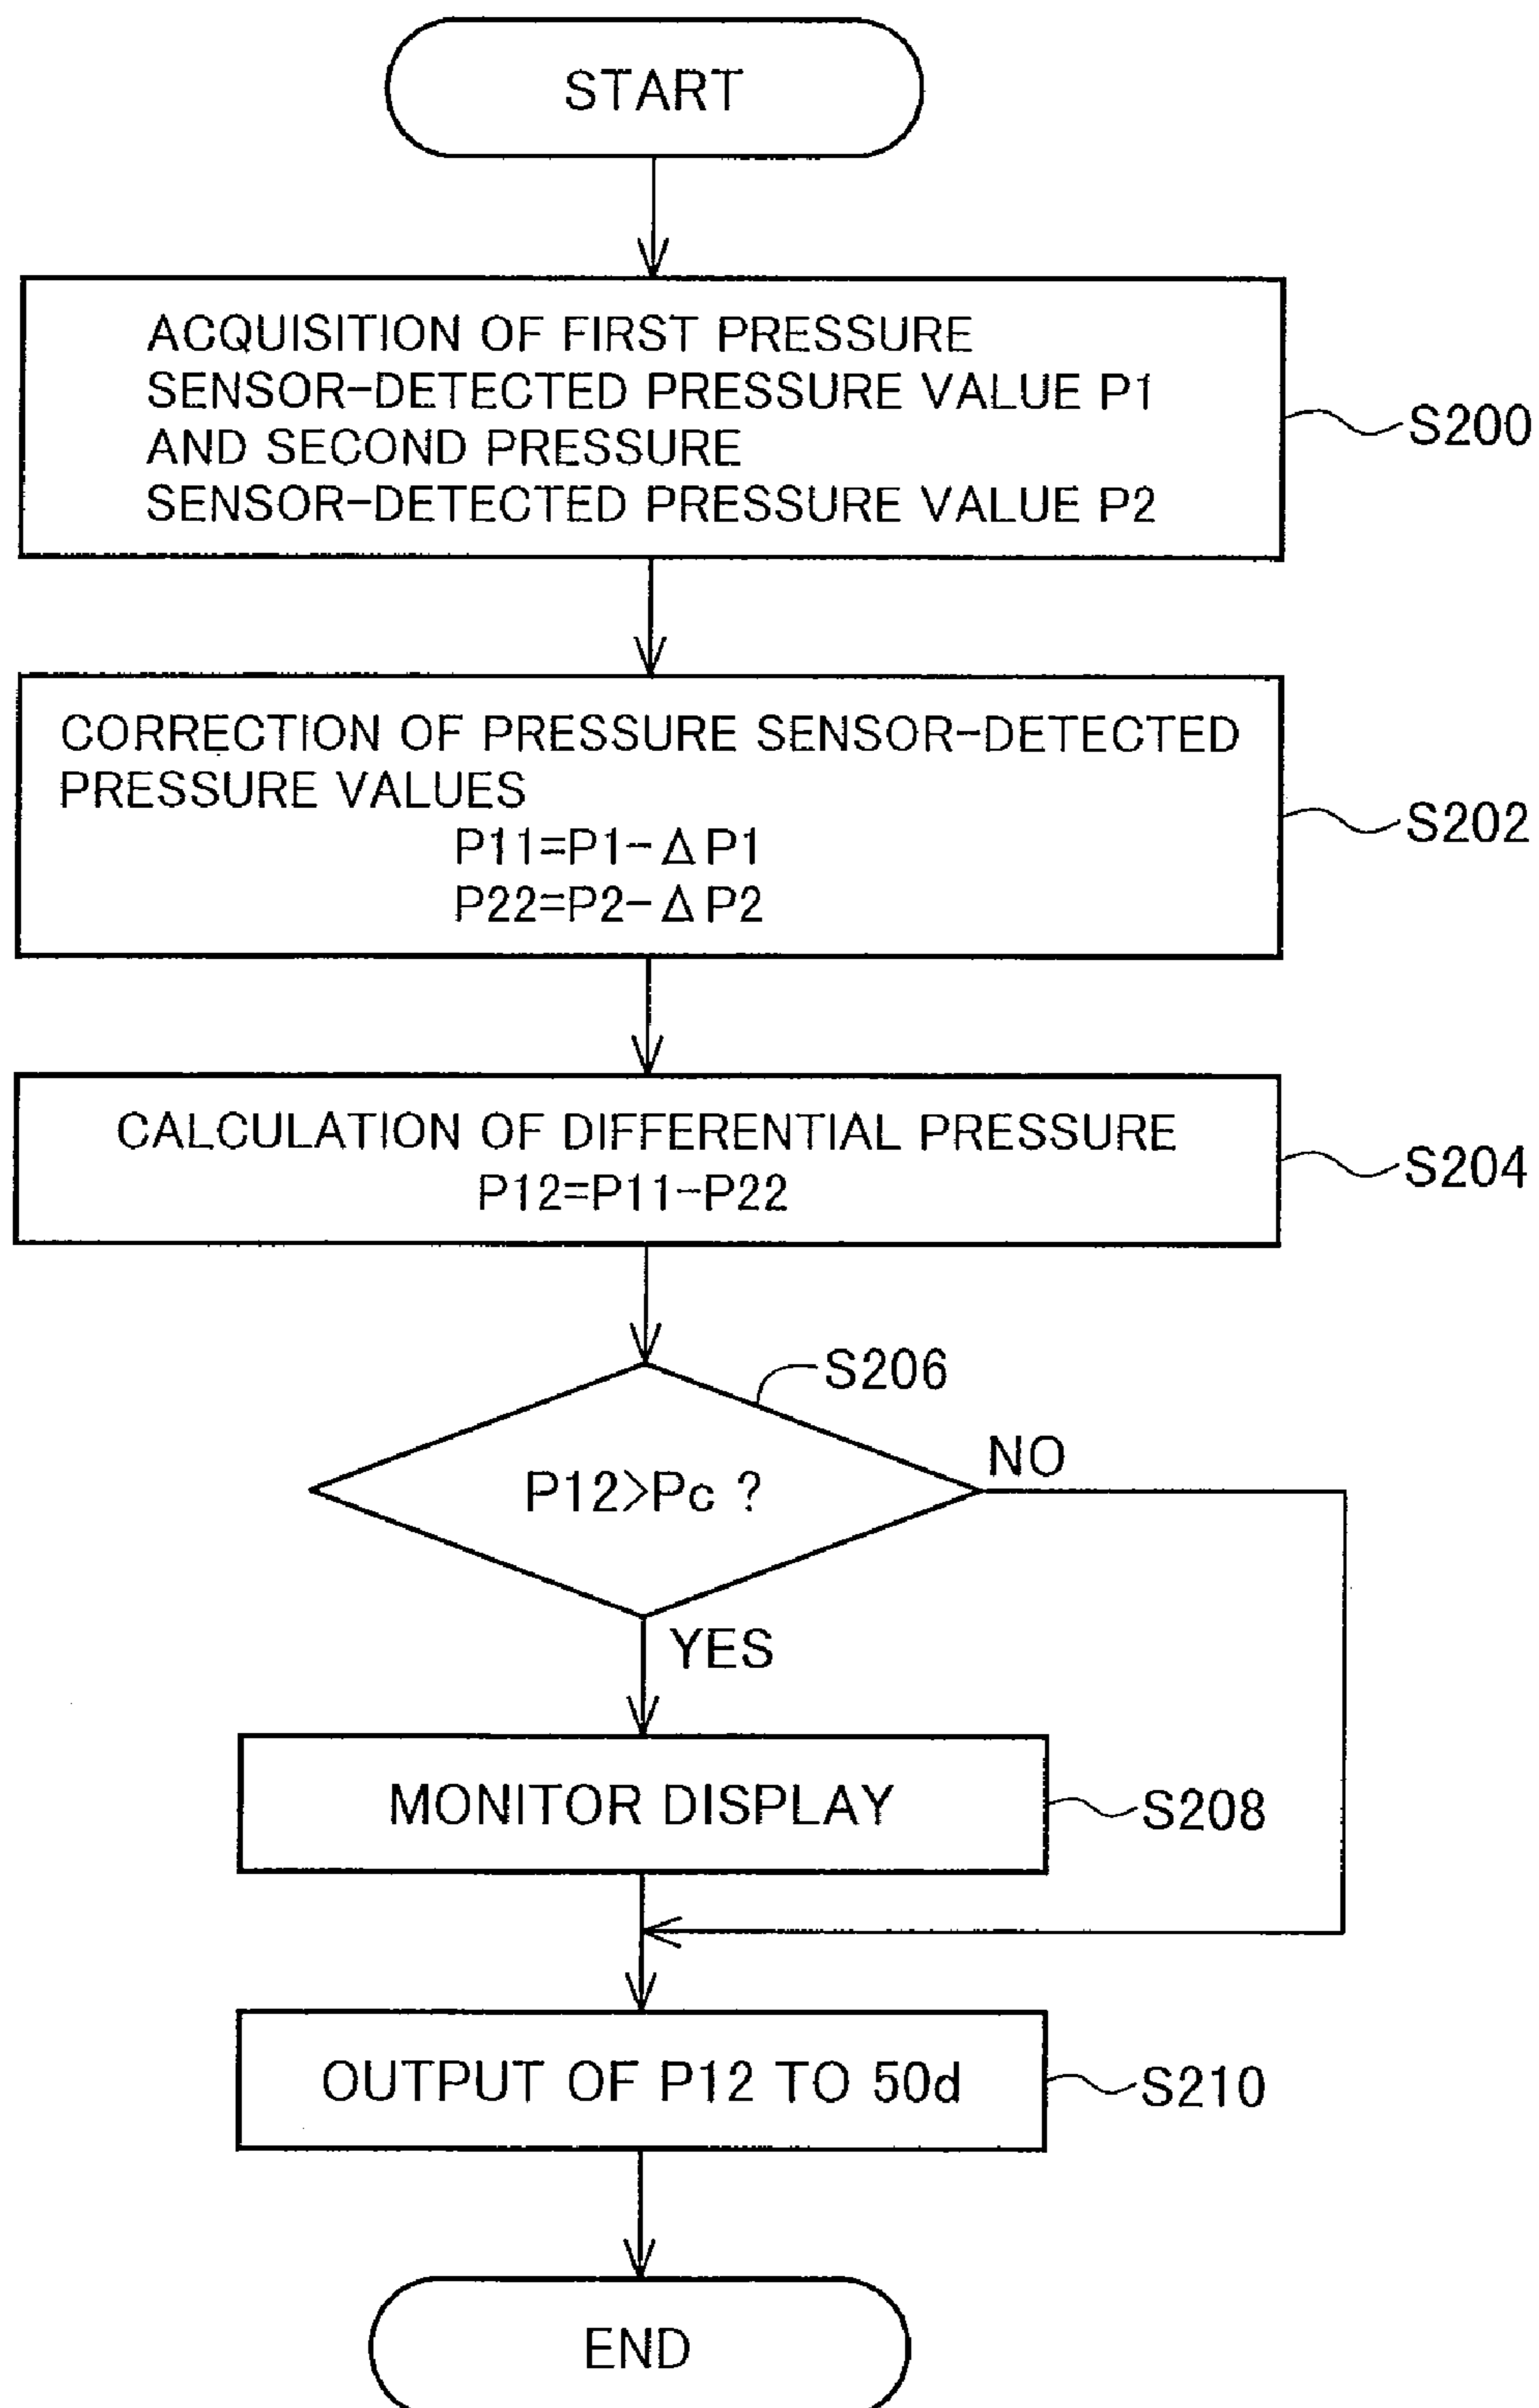 START
ACQUISITION OF FIRST PRESSURE
SENSOR-DETECTED PRESSURE VALUE P1
AND SECOND PRESSURE
SENSOR-DETECTED PRESSURE VALUE P2
S200
CORRECTION OF PRESSURE SENSOR-DETECTED
PRESSURE VALUES
P11=P1-Δ P1
P22=P2-Δ P2
S202
CALCULATION OF DIFFERENTIAL PRESSURE
P12=P11-P22
S204
S206
P12>Pc ?
NO
YES
MONITOR DISPLAY
S208
OUTPUT OF P12 TO 50d
S210
END